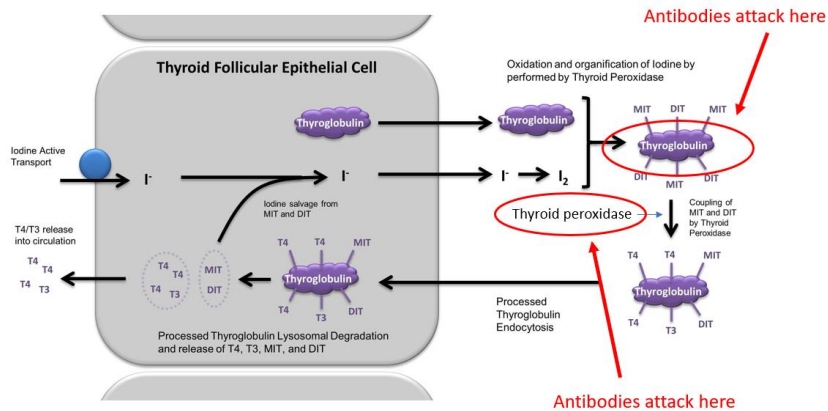 Antibodies attack here
Thyroid Follicular Epithelial Cell
Oxidation and organification of Iodine by
performed by Thyroid Peroxidase
Thyroglobulin
Thyroglobulin
MIT
DIT
MIT
Thyroglobulin
DIT
MIT
DIT
Iodine Active
Transport
I-
I-
I-
I2
Iodine salvage from
MIT and DIT
Thyroid peroxidase
Coupling of
MIT and DIT
by Thyroid
Peroxidase
T4/T3 release
into circulation
T4
T4
T4
T3
T4
T4
T4
T3
MIT
DIT
T4
T4
MIT
Thyroglobulin
T4
T3
DIT
T4
T4
MIT
Thyroglobulin
T4
T3
DIT
Processed
Thyroglobulin
Endocytosis
Processed Thyroglobulin Lysosomal Degradation
and release of T4, T3, MIT, and DIT
Antibodies attack here